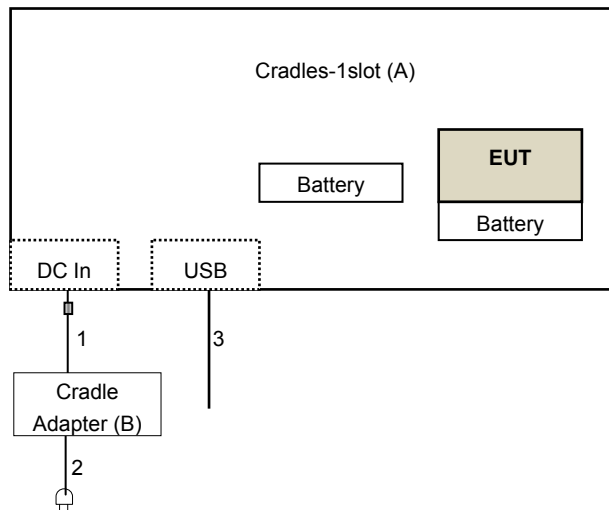 Cradles-1slot (A)
EUT
Battery
Battery
DC In
USB
1
3
Cradle
Adapter (B)
2